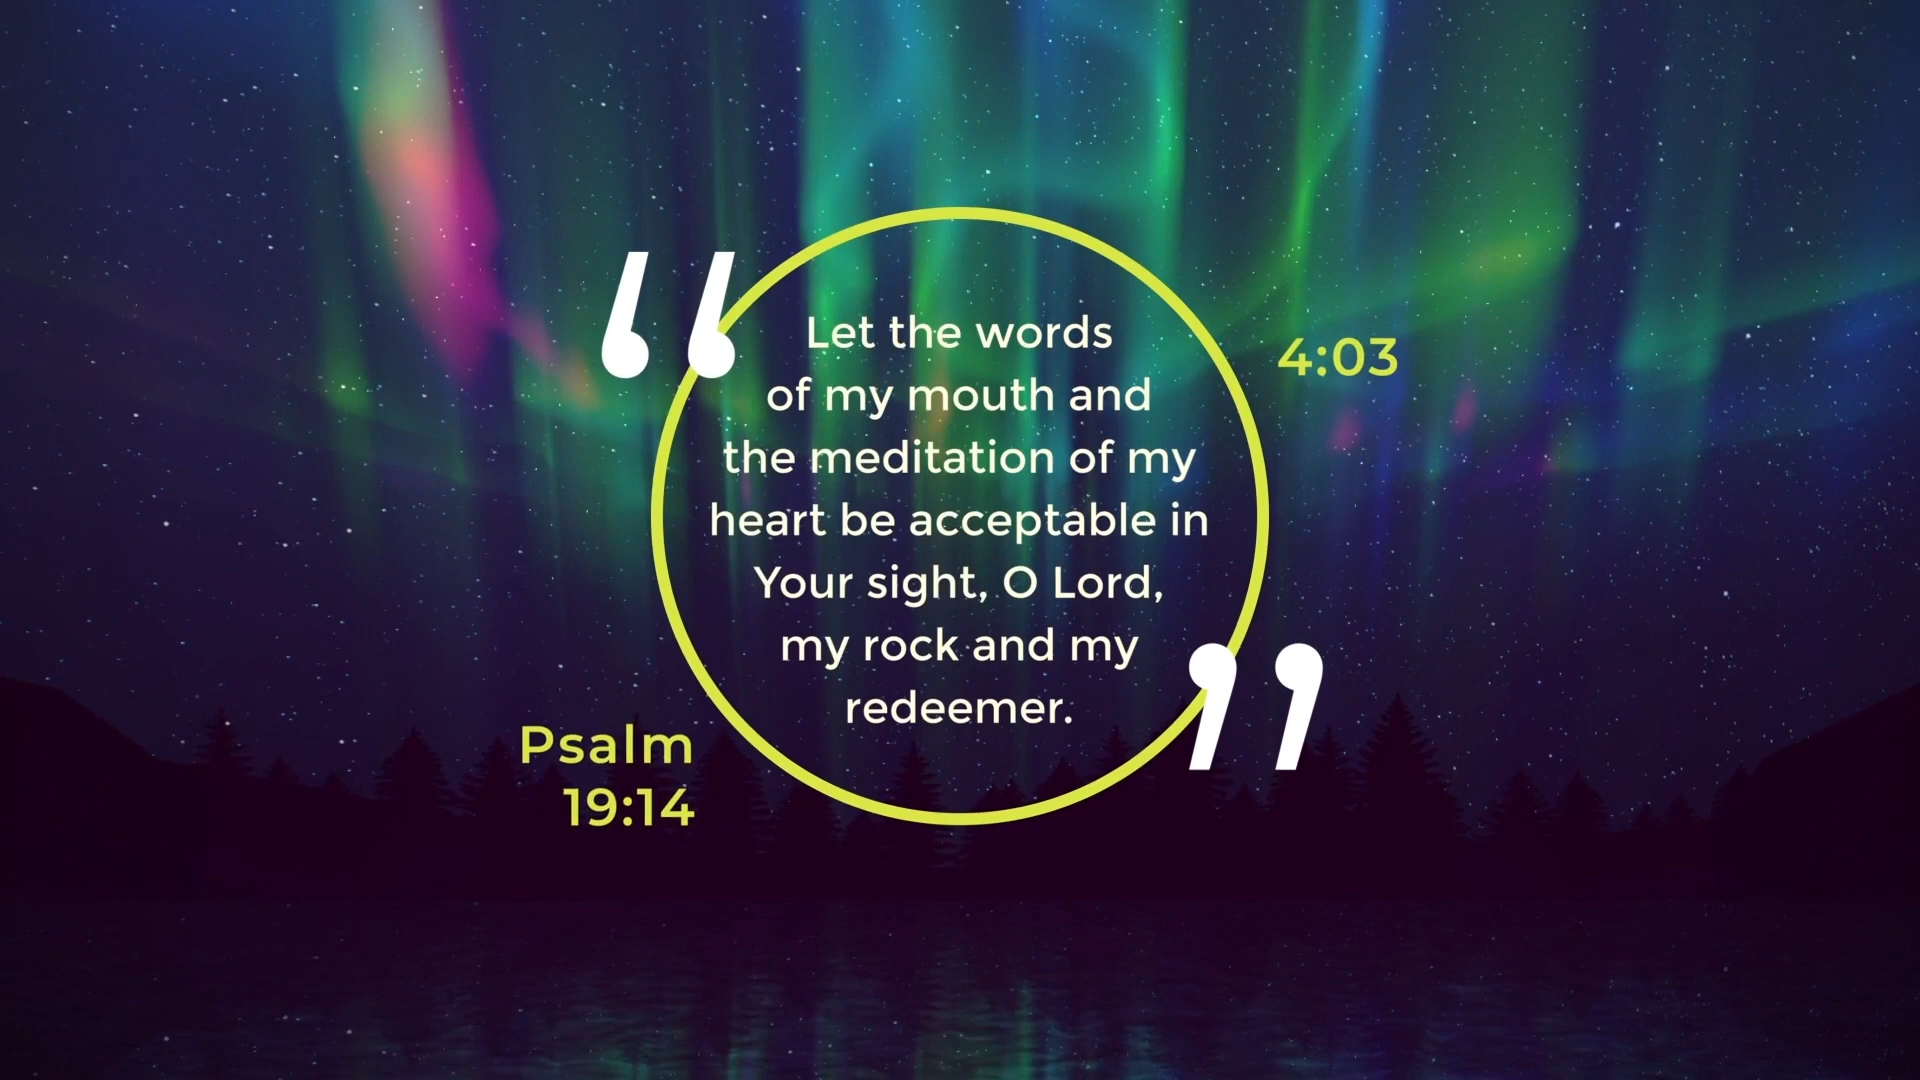 Let the words
of my mouth and
the meditation of my
heart be acceptable in
Your sight, O Lord,
my rock and my
redeemer.
4:03
Psalm
19:14